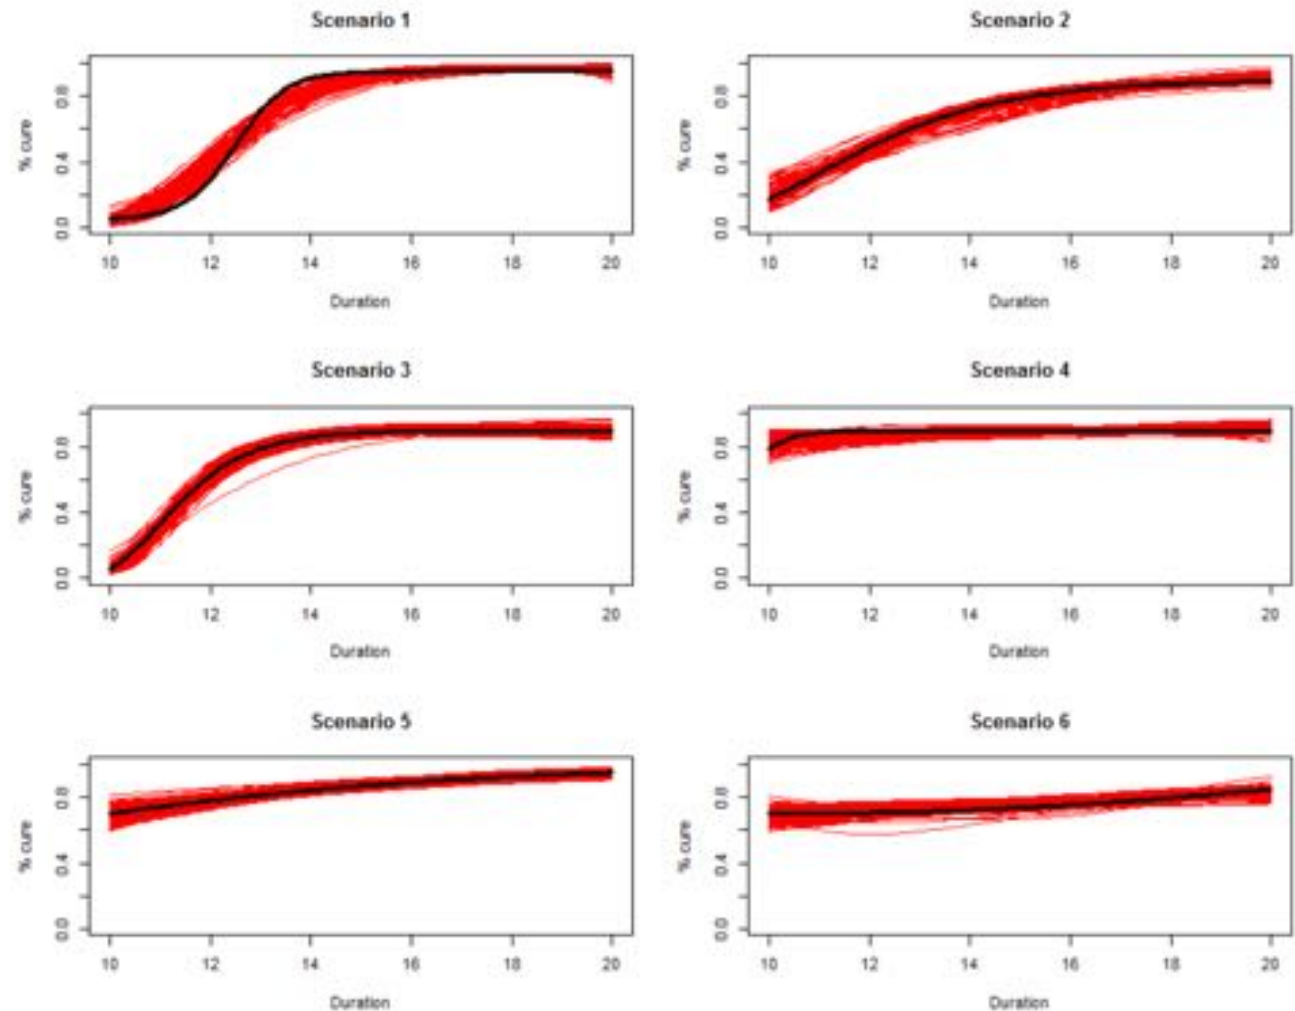 Scenario 1
Scenario 2
% cure
0.0 0.4 0.8
10 12 14 16 18 20
Duration
% cure
0.0 0.4 0.8
10 12 14 16 18 20
Duration
Scenario 3
Scenario 4
% cure
0.0 0.4 0.8
10 12 14 16 18 20
Duration
% cure
0.0 0.4 0.8
10 12 14 16 18 20
Duration
Scenario 5
Scenario 6
% cure
0.0 0.4 0.8
10 12 14 16 18 20
Duration
% cure
0.0 0.4 0.8
10 12 14 16 18 20
Duration